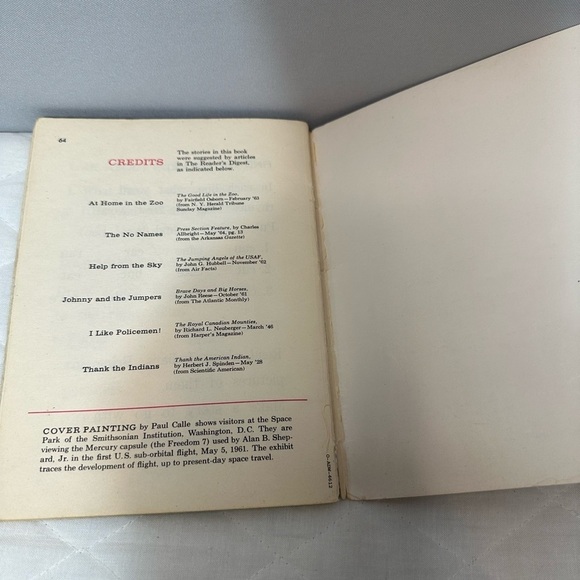 64
CREDITS
The stories in this book
were suggested by articles
in The Reader's Digest,
as indicated below.
At Home in the Zoo
The Good Life in the Zoo,
by Fairfield Osborn—February '63
(from N. Y. Herald Tribune
Sunday Magazine)
The No Names
Press Section Feature, by Charles
Allbright—May '64, pg. 13
(from the Arkansas Gazette)
Help from the Sky
The Jumping Angels of the USAF,
by John G. Hubbell—November '62
(from Air Facts)
Johnny and the Jumpers
Brave Days and Big Horses,
by John Reese—October '61
(from The Atlantic Monthly)
I Like Policemen!
The Royal Canadian Mounties,
by Richard L. Neuberger—March '46
(from Harper's Magazine)
Thank the Indians
Thank the American Indian,
by Herbert J. Spinden—May '28
(from Scientific American)
COVER PAINTING by Paul Calle shows visitors at the Space
Park of the Smithsonian Institution, Washington, D.C. They are
viewing the Mercury capsule (the Freedom 7) used by Alan B. Shep-
ard, Jr. in the first U.S. sub-orbital flight, May 5, 1961. The exhibit
traces the development of flight, up to present-day space travel.